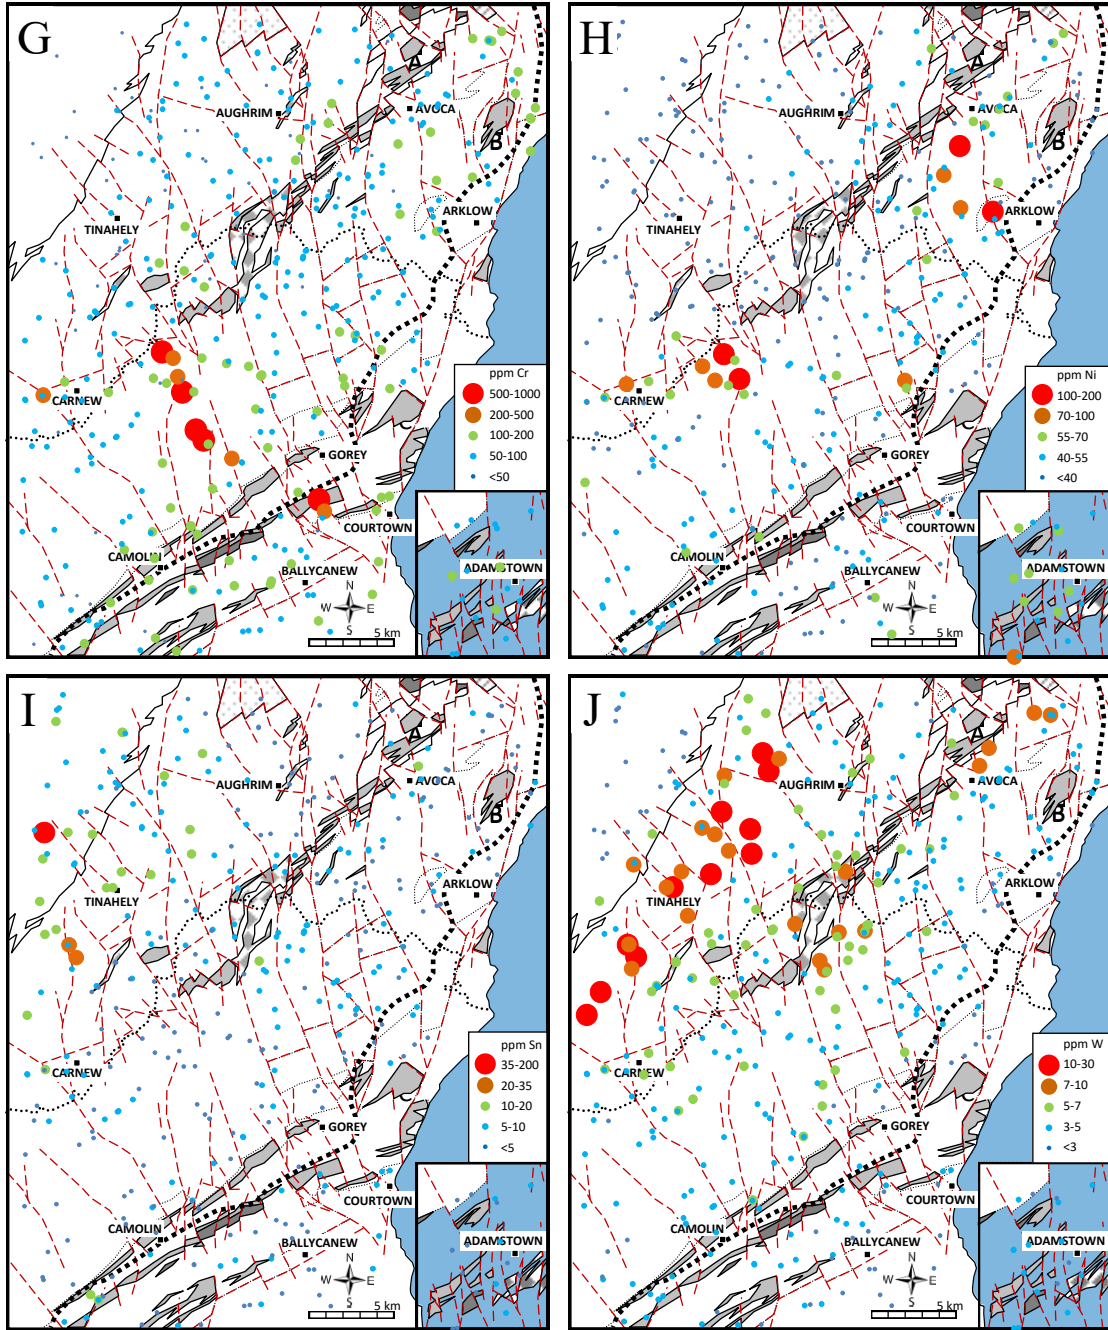 G
A
AVOCA
AUGHRIM
B
TINAHELY
ARKLOW
ppm Cr
500-1000
200-500
100-200
50-100
<50
CARNEW
GOREY
COURTOWN
CAMOLIN
BALLYCANEW
ADAMSTOWN
N
W E
S
5 km
H
A
AVOCA
AUGHRIM
B
TINAHELY
ARKLOW
ppm Ni
100-200
70-100
55-70
40-55
<40
CARNEW
GOREY
COURTOWN
CAMOLIN
BALLYCANEW
ADAMSTOWN
N
W E
S
5 km
I
A
AVOCA
AUGHRIM
B
TINAHELY
ARKLOW
ppm Sn
35-200
20-35
10-20
5-10
<5
CARNEW
GOREY
COURTOWN
CAMOLIN
BALLYCANEW
ADAMSTOWN
N
W E
S
5 km
J
A
AVOCA
AUGHRIM
B
TINAHELY
ARKLOW
ppm W
10-30
7-10
5-7
3-5
<3
CARNEW
GOREY
COURTOWN
CAMOLIN
BALLYCANEW
ADAMSTOWN
N
W E
S
5 km